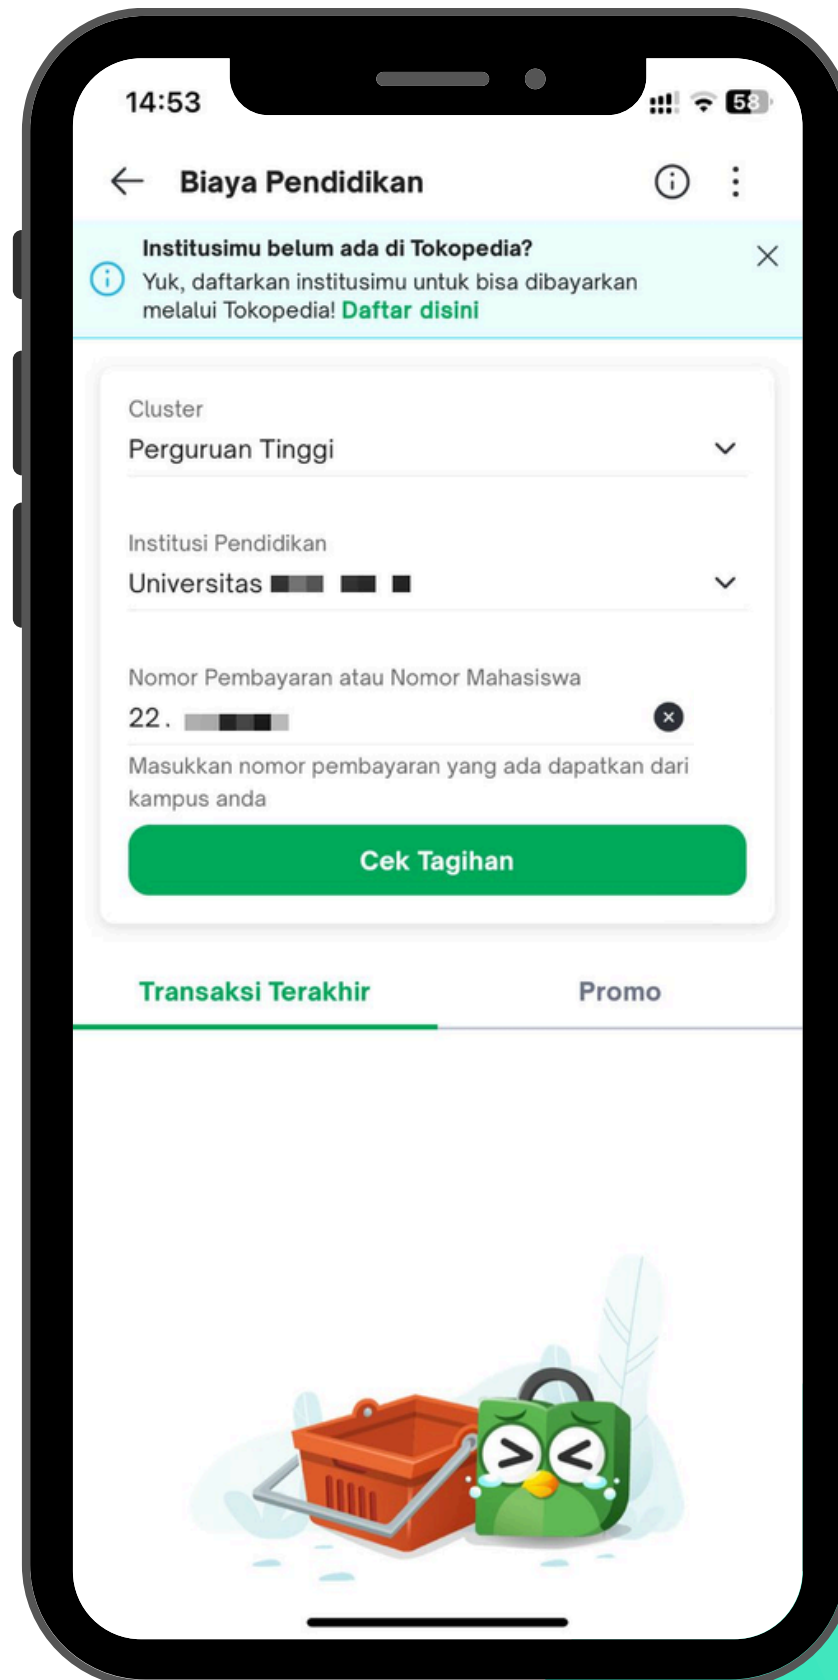 14:53
58
Biaya Pendidikan
Institusimu belum ada di Tokopedia?
Yuk, daftarkan institusimu untuk bisa dibayarkan
melalui Tokopedia! Daftar disini
Cluster
Perguruan Tinggi
Institusi Pendidikan
Universitas
Nomor Pembayaran atau Nomor Mahasiswa
22.
Masukkan nomor pembayaran yang ada dapatkan dari
kampus anda
Cek Tagihan
Transaksi Terakhir
Promo